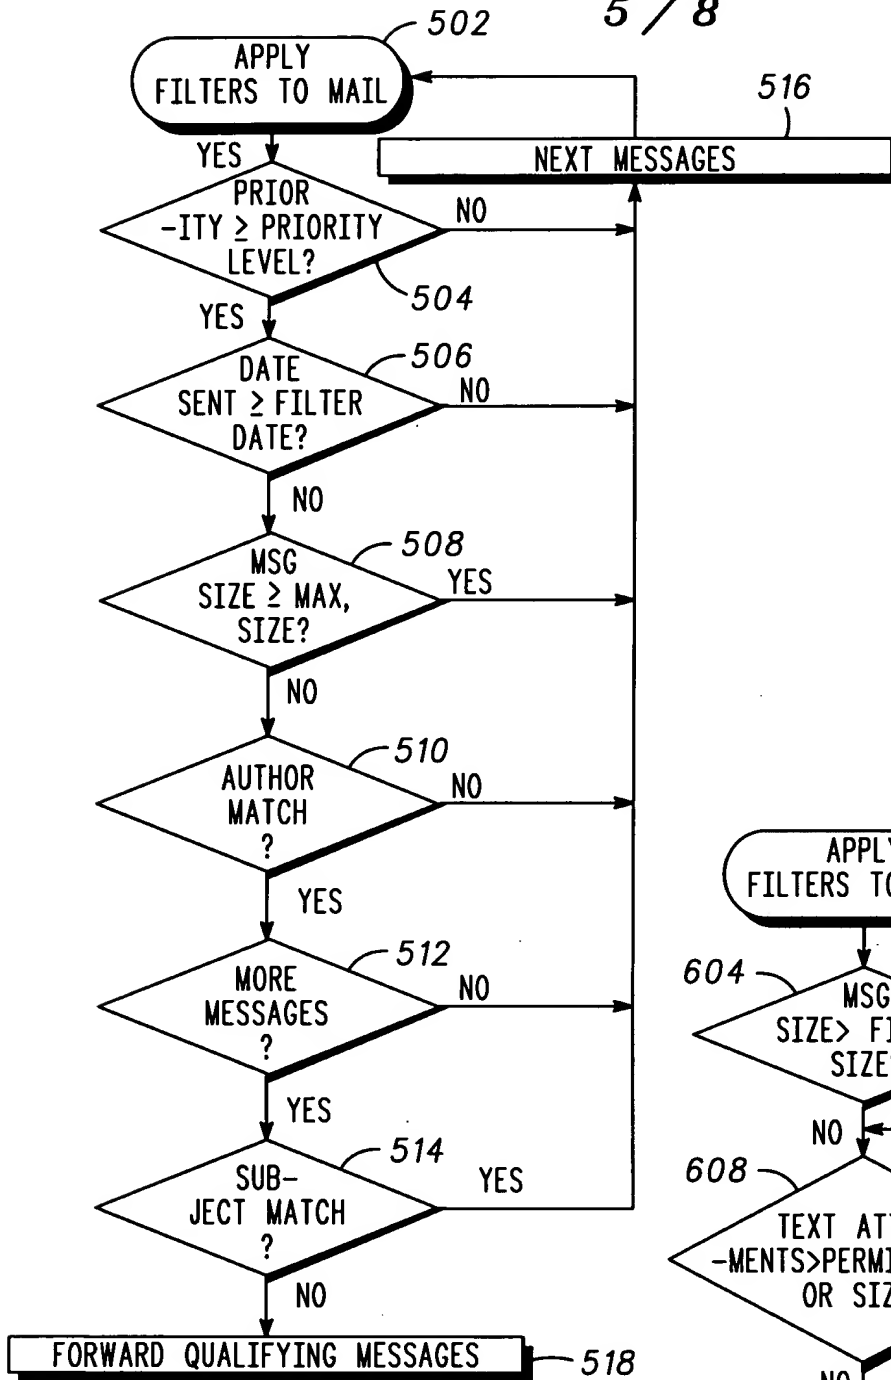 5/8
502
APPLY
FILTERS TO MAIL
516
NEXT MESSAGES
YES
PRIOR
-ITY ≥ PRIORITY
LEVEL?
NO
504
YES
DATE
SENT ≥ FILTER
DATE?
506
NO
NO
MSG
SIZE ≥ MAX,
SIZE?
508
YES
NO
AUTHOR
MATCH
?
510
NO
YES
MORE
MESSAGES
?
512
NO
YES
SUB-
JECT MATCH
?
514
YES
NO
FORWARD QUALIFYING MESSAGES
518
APPLY
FILTERS TO
604
MSG
SIZE> FI
SIZE
NO
608
TEXT ATT
-MENTS>PERMI
OR SIZ
NO